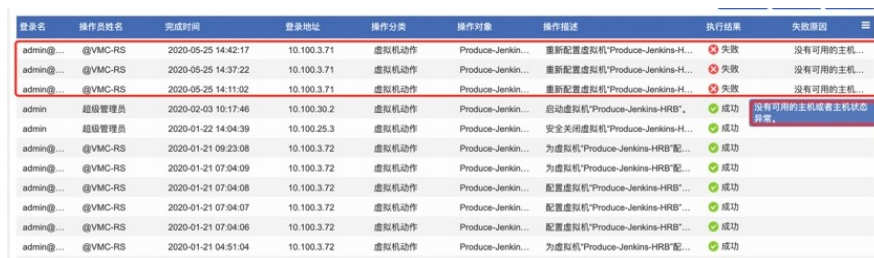 登录名 操作员姓名 完成时间 登录地址 操作分类 操作对象 操作描述 执行结果 失败原因
admin@... @VMC-RS 2020-05-25 14:42:17 10.100.3.71 虚拟机动作 Produce-Jenkin... 重新配置虚拟机"Produce-Jenkins-H... 失败 没有可用的主机...
admin@... @VMC-RS 2020-05-25 14:37:22 10.100.3.71 虚拟机动作 Produce-Jenkin... 重新配置虚拟机"Produce-Jenkins-H... 失败 没有可用的主机...
admin@... @VMC-RS 2020-05-25 14:11:02 10.100.3.71 虚拟机动作 Produce-Jenkin... 重新配置虚拟机"Produce-Jenkins-H... 失败 没有可用的主机...
admin 超级管理员 2020-02-03 10:17:46 10.100.30.2 虚拟机动作 Produce-Jenkin... 启动虚拟机"Produce-Jenkins-HRB"。 成功 没有可用的主机或者主机状态
异常。
admin 超级管理员 2020-01-22 14:04:39 10.100.25.3 虚拟机动作 Produce-Jenkin... 安全关闭虚拟机"Produce-Jenkins-H... 成功
admin@... @VMC-RS 2020-01-21 09:23:08 10.100.3.72 虚拟机动作 Produce-Jenkin... 为虚拟机"Produce-Jenkins-HRB"配... 成功
admin@... @VMC-RS 2020-01-21 07:04:09 10.100.3.72 虚拟机动作 Produce-Jenkin... 为虚拟机"Produce-Jenkins-HRB"配... 成功
admin@... @VMC-RS 2020-01-21 07:04:08 10.100.3.72 虚拟机动作 Produce-Jenkin... 配置虚拟机"Produce-Jenkins-HRB"... 成功
admin@... @VMC-RS 2020-01-21 07:04:07 10.100.3.72 虚拟机动作 Produce-Jenkin... 配置虚拟机"Produce-Jenkins-HRB"... 成功
admin@... @VMC-RS 2020-01-21 07:04:06 10.100.3.72 虚拟机动作 Produce-Jenkin... 配置虚拟机"Produce-Jenkins-HRB"... 成功
admin@... @VMC-RS 2020-01-21 04:51:04 10.100.3.72 虚拟机动作 Produce-Jenkin... 为虚拟机"Produce-Jenkins-HRB"配... 成功